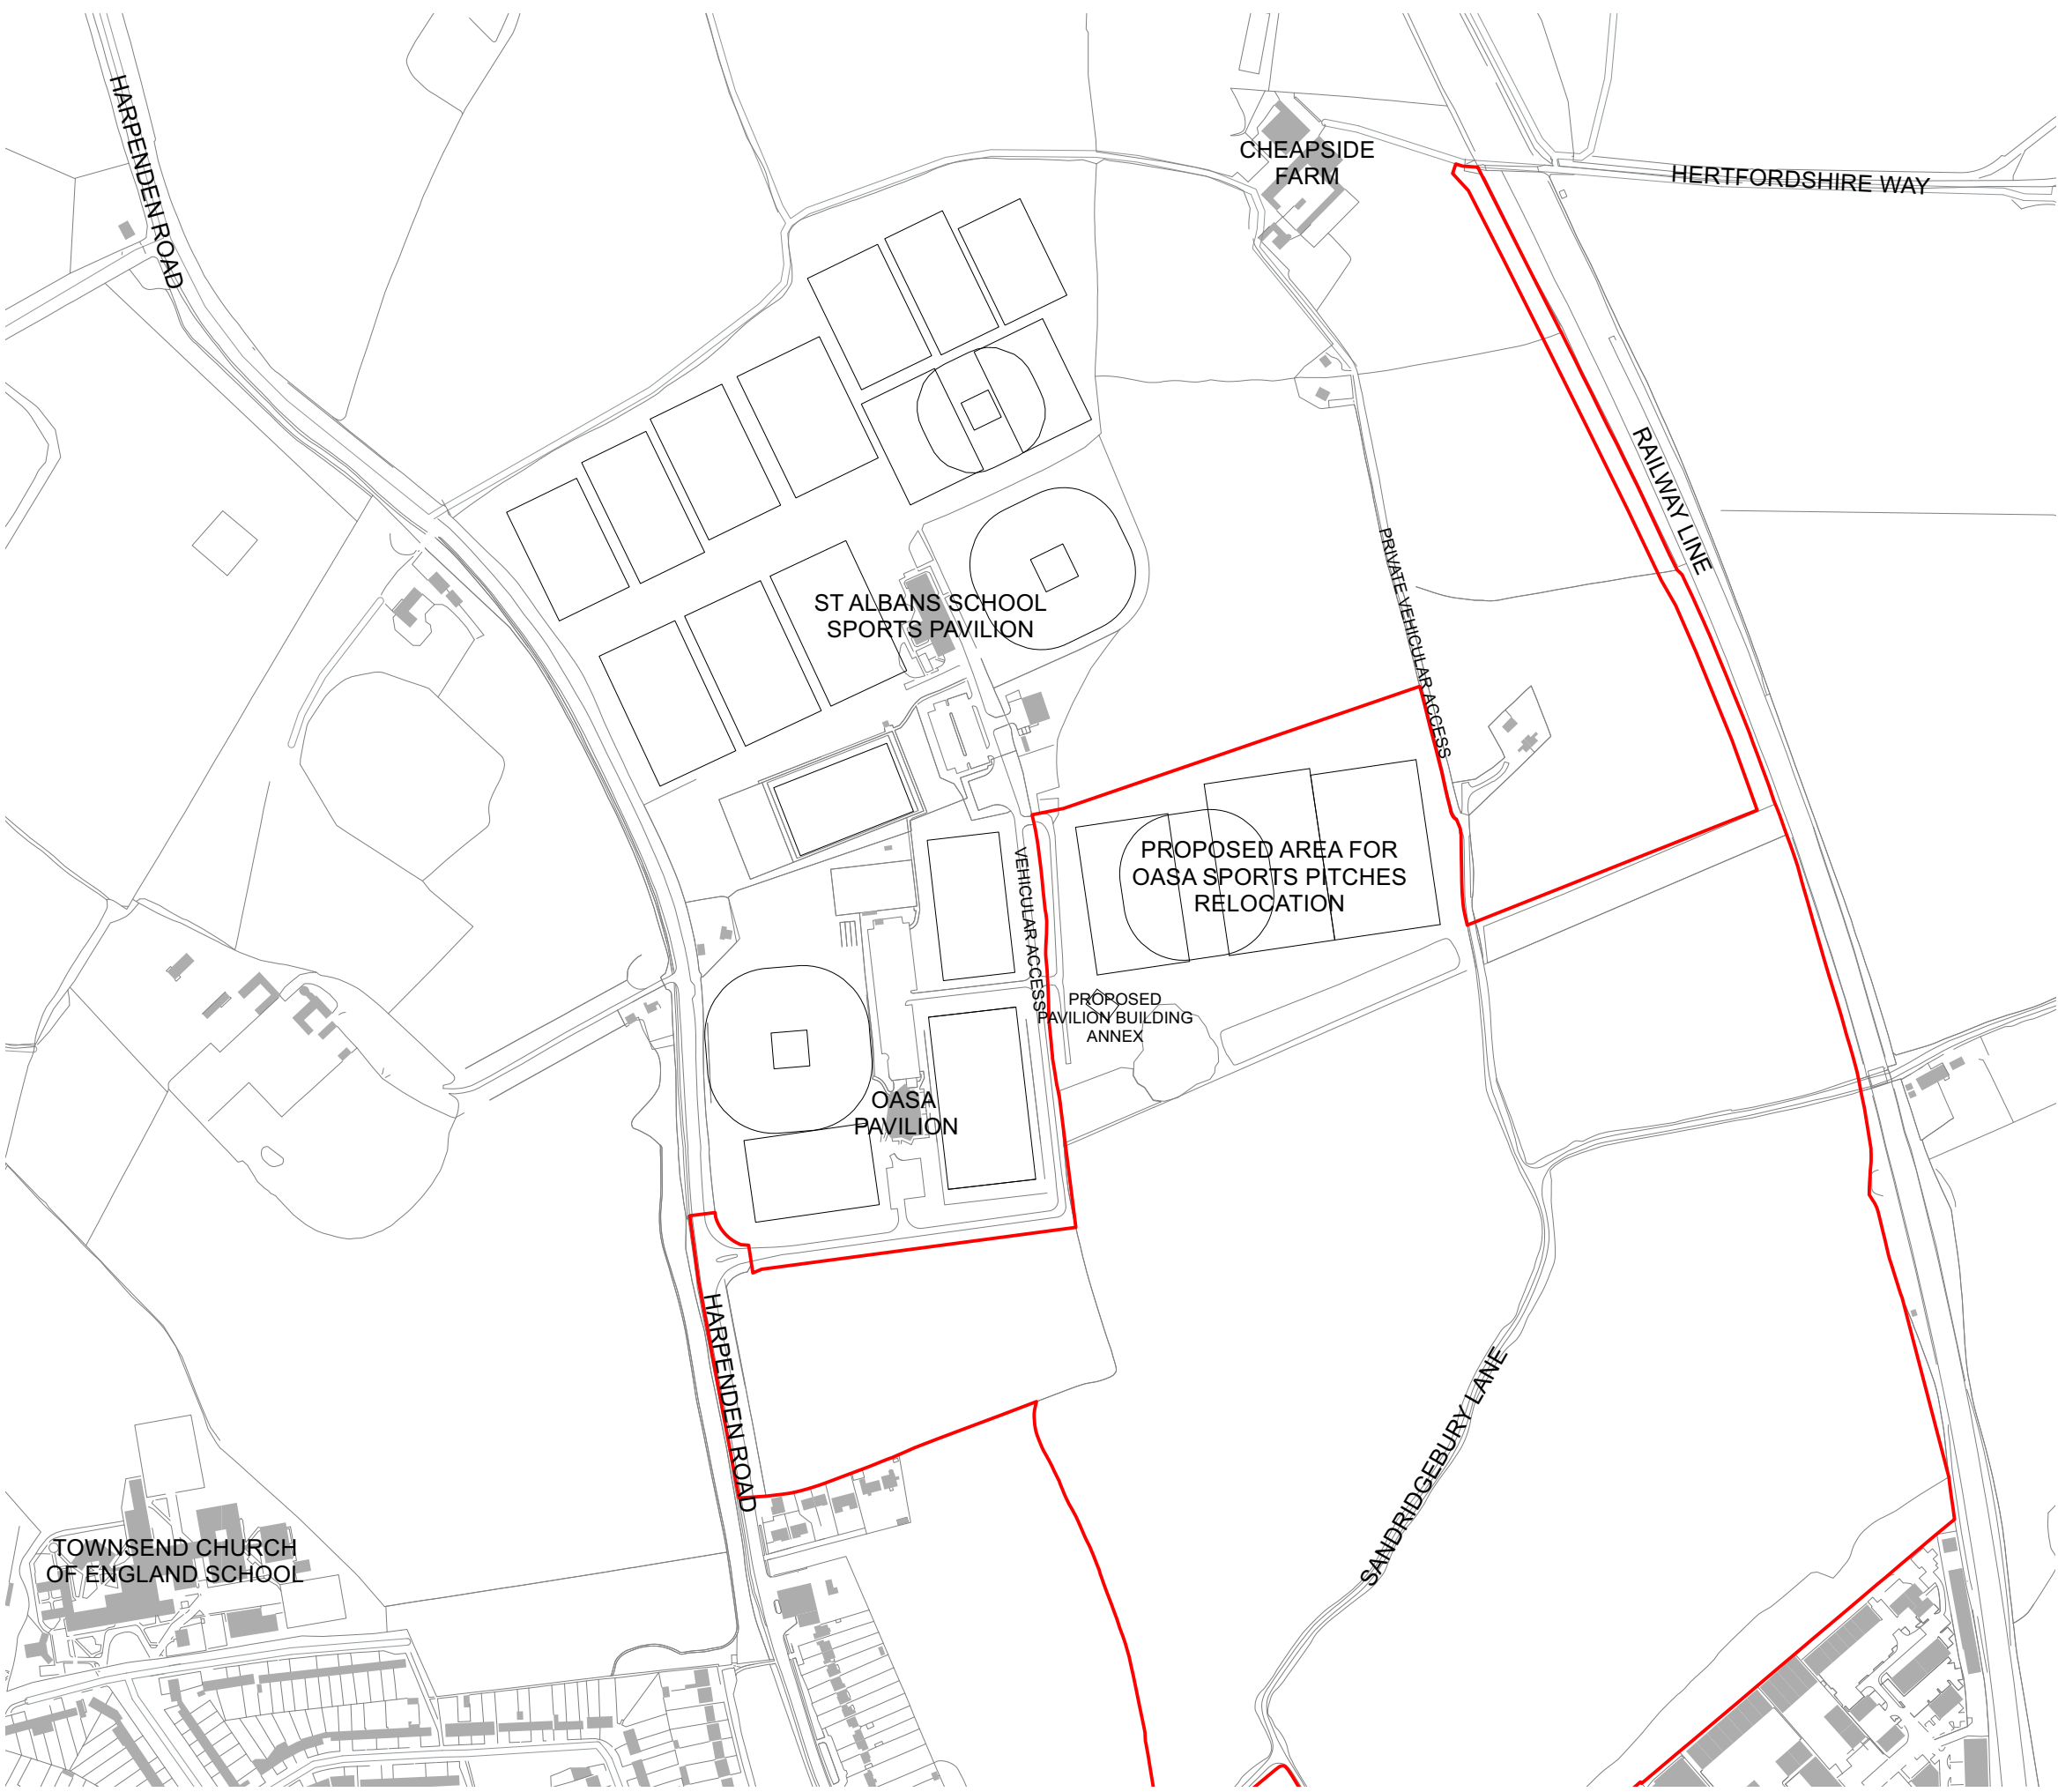 HARPENDEN ROAD
CHEAPSIDE
FARM
HERTFORDSHIRE WAY
RAILWAY LINE
PRIVATE VEHICULAR ACCESS
ST ALBANS SCHOOL
SPORTS PAVILION
VEHICULAR ACCESS
PROPOSED AREA FOR
OASA SPORTS PITCHES
RELOCATION
PROPOSED
PAVILION BUILDING
ANNEX
OASA
PAVILION
HARPENDEN ROAD
SANDRIDGEBURY LANE
TOWNSEND CHURCH
OF ENGLAND SCHOOL